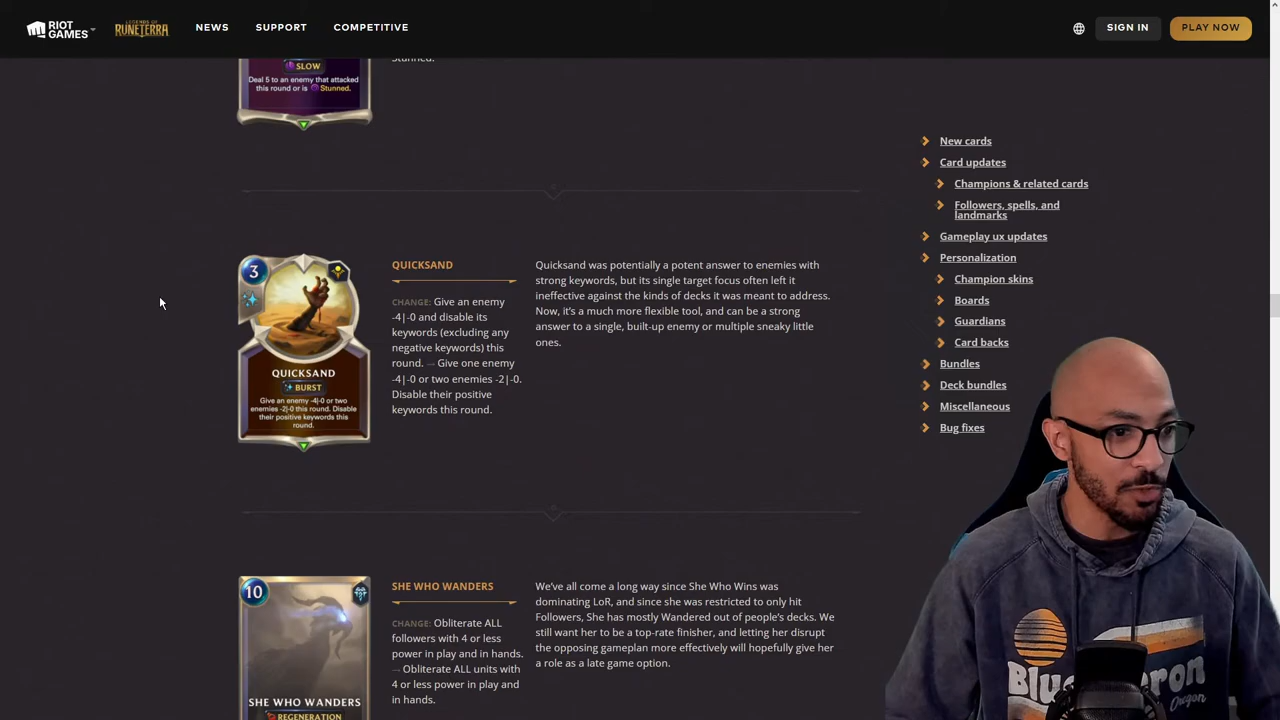 RIOT GAMES
LEGENDS OF RUNETERRA
NEWS
SUPPORT
COMPETITIVE
SIGN IN
PLAY NOW
SLOW
Deal 5 to an enemy that attacked
this round or is Stunned.
Stunned.
3
QUICKSAND
BURST
Give an enemy -4|-0 or two
enemies -2|-0 this round. Disable
their positive keywords this
round.
QUICKSAND
CHANGE: Give an enemy
-4|-0 and disable its
keywords (excluding any
negative keywords) this
round. → Give one enemy
-4|-0 or two enemies -2|-0.
Disable their positive
keywords this round.
Quicksand was potentially a potent answer to enemies with
strong keywords, but its single target focus often left it
ineffective against the kinds of decks it was meant to address.
Now, it's a much more flexible tool, and can be a strong
answer to a single, built-up enemy or multiple sneaky little
ones.
10
SHE WHO WANDERS
REGENERATION
SHE WHO WANDERS
CHANGE: Obliterate ALL
followers with 4 or less
power in play and in hands.
→ Obliterate ALL units with
4 or less power in play and
in hands.
We've all come a long way since She Who Wins was
dominating LoR, and since she was restricted to only hit
Followers, She has mostly Wandered out of people's decks. We
still want her to be a top-rate finisher, and letting her disrupt
the opposing gameplan more effectively will hopefully give her
a role as a late game option.
New cards
Card updates
Champions & related cards
Followers, spells, and
landmarks
Gameplay ux updates
Personalization
Champion skins
Boards
Guardians
Card backs
Bundles
Deck bundles
Miscellaneous
Bug fixes
Oregon